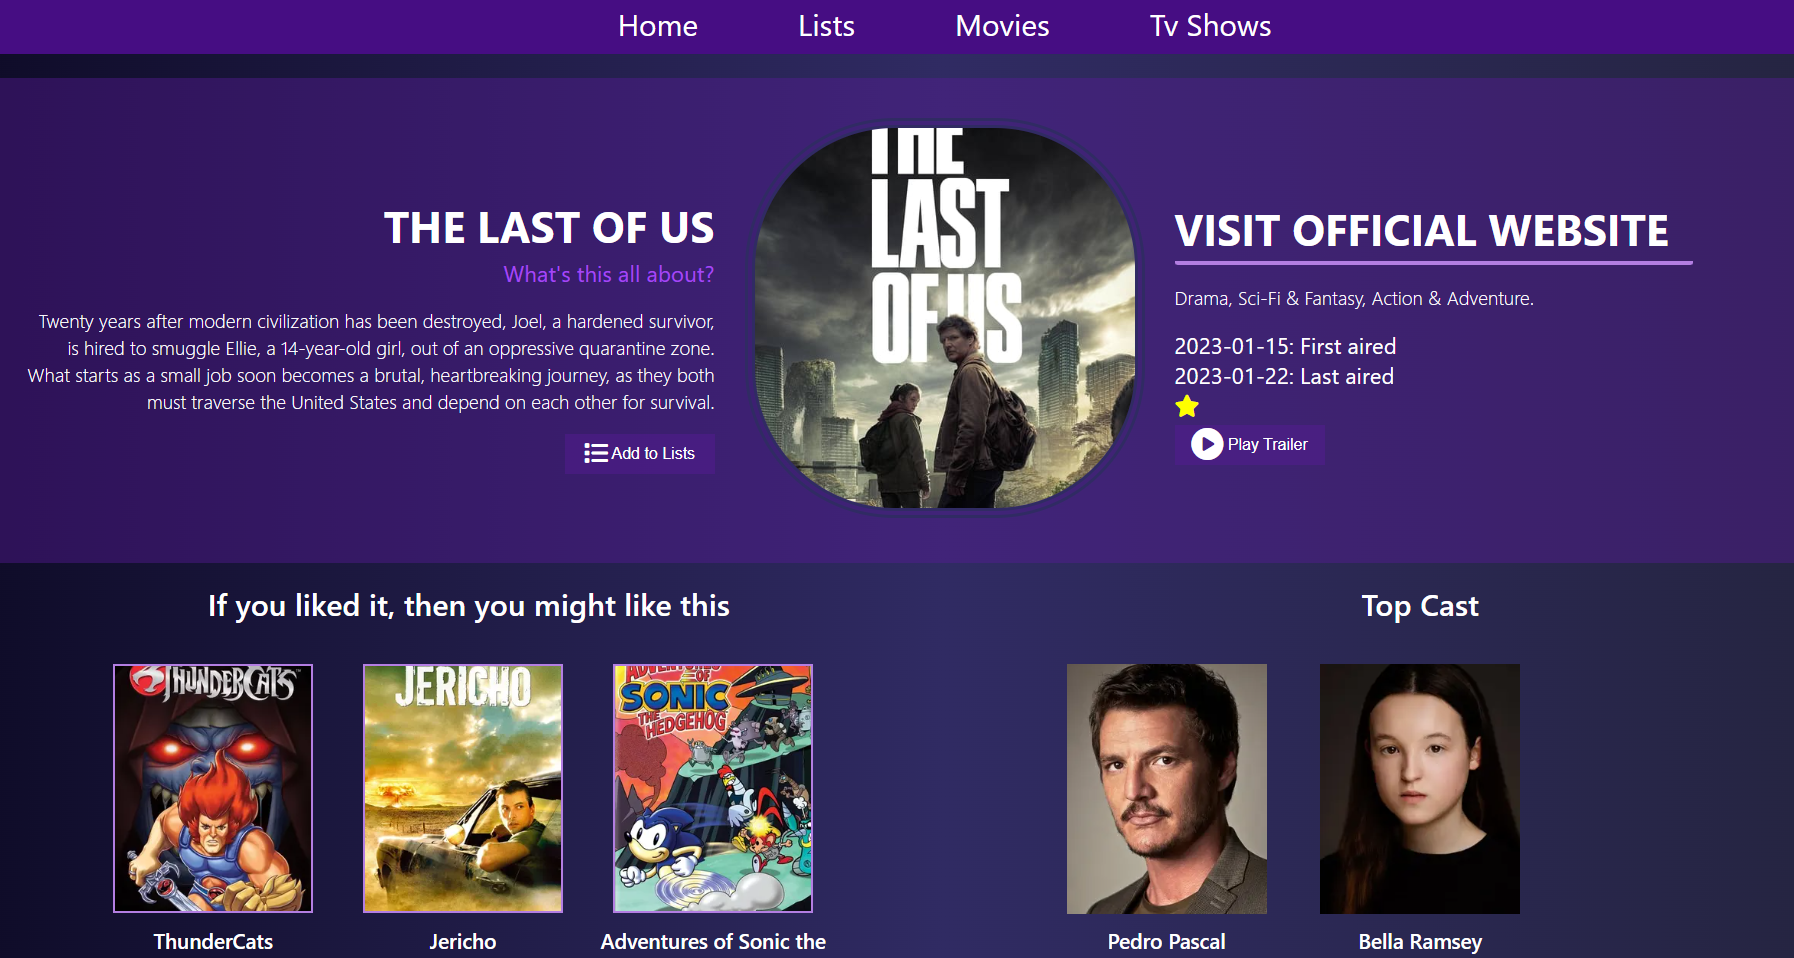 Home
Lists
Movies
Tv Shows
THE LAST OF US
What's this all about?
Twenty years after modern civilization has been destroyed, Joel, a hardened survivor,
is hired to smuggle Ellie, a 14-year-old girl, out of an oppressive quarantine zone.
What starts as a small job soon becomes a brutal, heartbreaking journey, as they both
must traverse the United States and depend on each other for survival.
Add to Lists
THE
LAST
OF US
VISIT OFFICIAL WEBSITE
Drama, Sci-Fi & Fantasy, Action & Adventure.
2023-01-15: First aired
2023-01-22: Last aired
Play Trailer
If you liked it, then you might like this
THUNDERCATS
ThunderCats
JERICHO
Jericho
ADVENTURES
OF
SONIC
THE
HEDGEHOG
Adventures of Sonic the
Top Cast
Pedro Pascal
Bella Ramsey